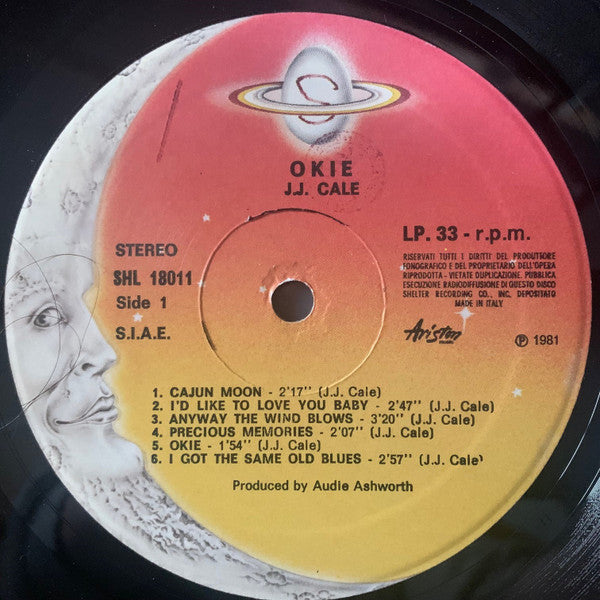 S
OKIE
J.J. CALE
STEREO
SHL 18011
Side 1
S.I.A.E.
LP. 33 - r.p.m.
RISERVATI TUTTI I DIRITTI DEL PRODUTTORE
FONOGRAFICO E DEL PROPRIETARIO DELL'OPERA
RIPRODOTTA - VIETATE DUPLICAZIONE, PUBBLICA
ESECUZIONE RADIODIFFUSIONE DI QUESTO DISCO
SHELTER RECORDING CO., INC. DEPOSITATO
MADE IN ITALY
Ariston
℗ 1981
1. CAJUN MOON - 2'17'' (J.J. Cale)
2. I'D LIKE TO LOVE YOU BABY - 2'47'' (J.J. Cale)
3. ANYWAY THE WIND BLOWS - 3'20'' (J.J. Cale)
4. PRECIOUS MEMORIES - 2'07'' (J.J. Cale)
5. OKIE - 1'54'' (J.J. Cale)
6. I GOT THE SAME OLD BLUES - 2'57'' (J.J. Cale)
Produced by Audie Ashworth